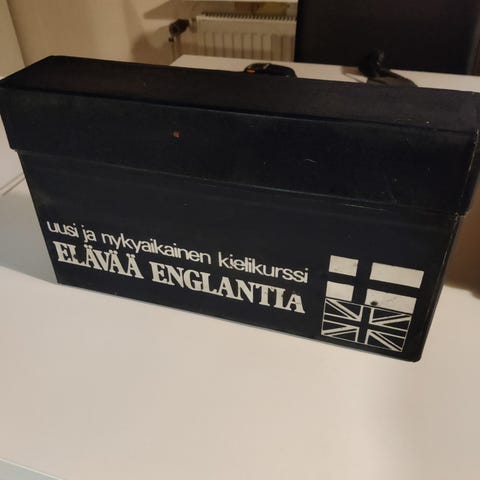 uusi ja nykyaikainen kielikurssi
ELÄVÄÄ ENGLANTIA